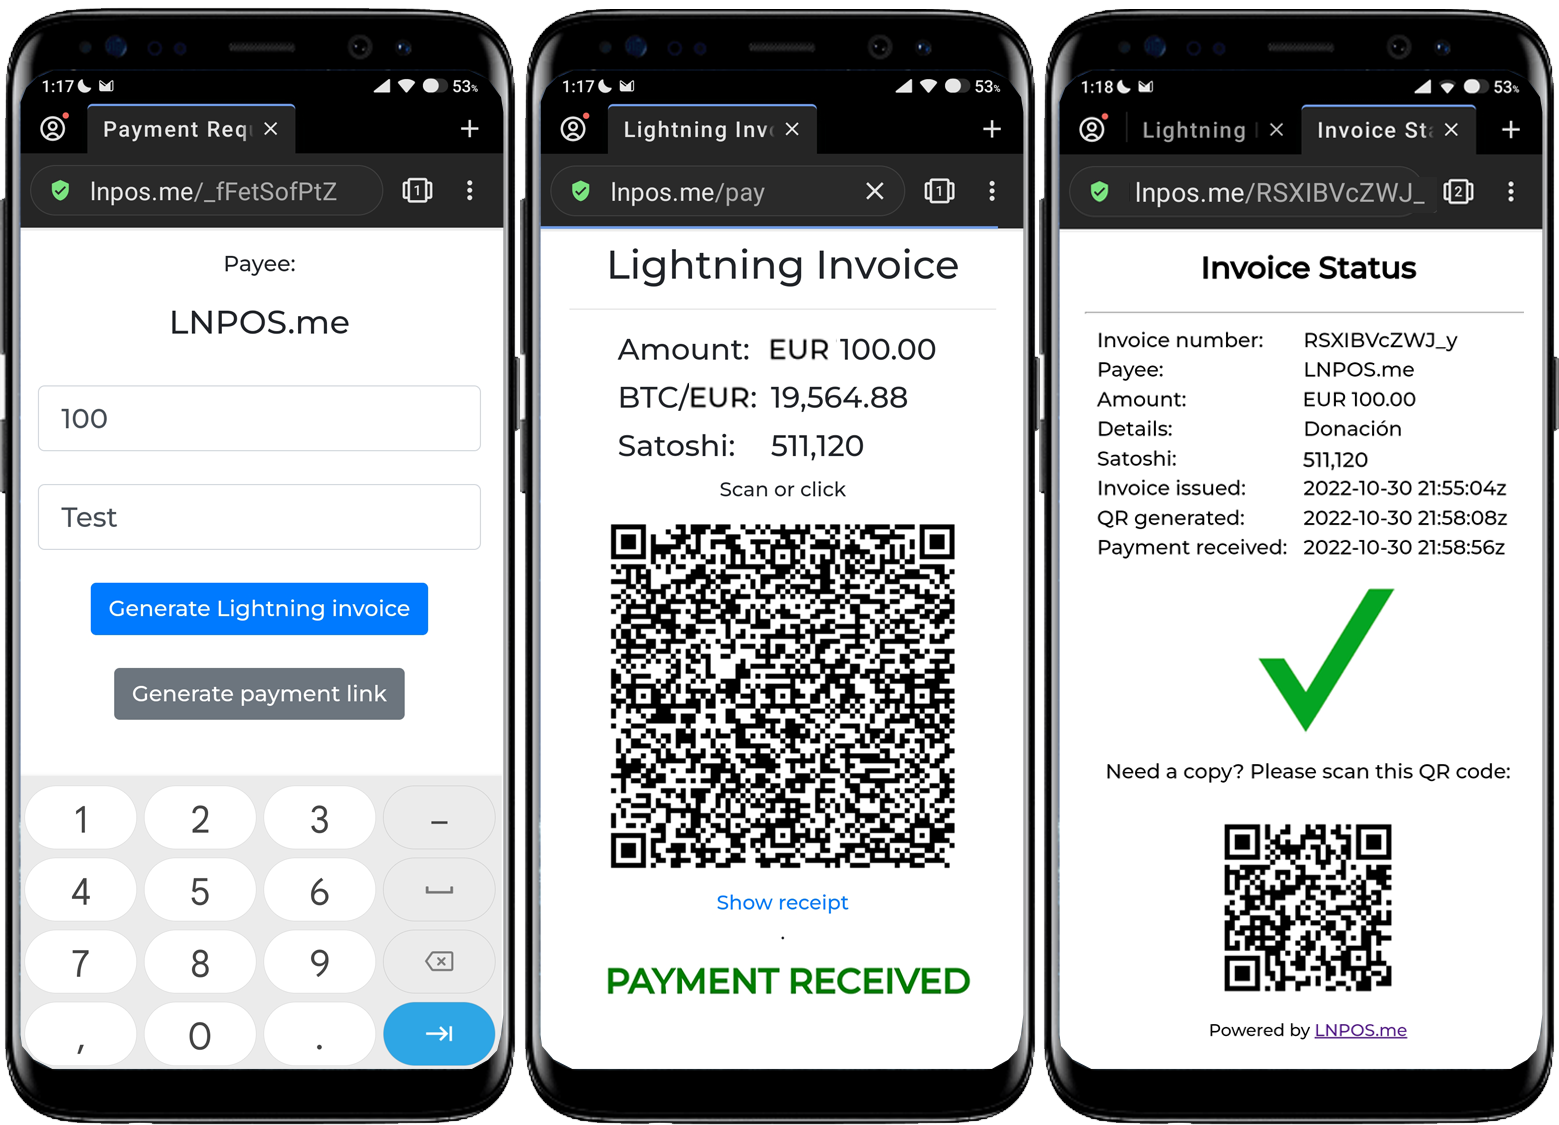 1:17 53%
Payment Req
lnpos.me/_fFetSofPtZ 1
Payee:
LNPOS.me
100
Test
Generate Lightning invoice
Generate payment link
1 2 3 –
4 5 6
7 8 9
, 0 .
1:17 53%
Lightning Inv
lnpos.me/pay 1
Lightning Invoice
Amount: EUR 100.00
BTC/EUR: 19,564.88
Satoshi: 511,120
Scan or click
Show receipt
.
PAYMENT RECEIVED
1:18 53%
Lightning Invoice St
lnpos.me/RSXIBVcZWJ_ 2
Invoice Status
Invoice number: RSXIBVcZWJ_y
Payee: LNPOS.me
Amount: EUR 100.00
Details: Donación
Satoshi: 511,120
Invoice issued: 2022-10-30 21:55:04z
QR generated: 2022-10-30 21:58:08z
Payment received: 2022-10-30 21:58:56z
Need a copy? Please scan this QR code:
Powered by LNPOS.me